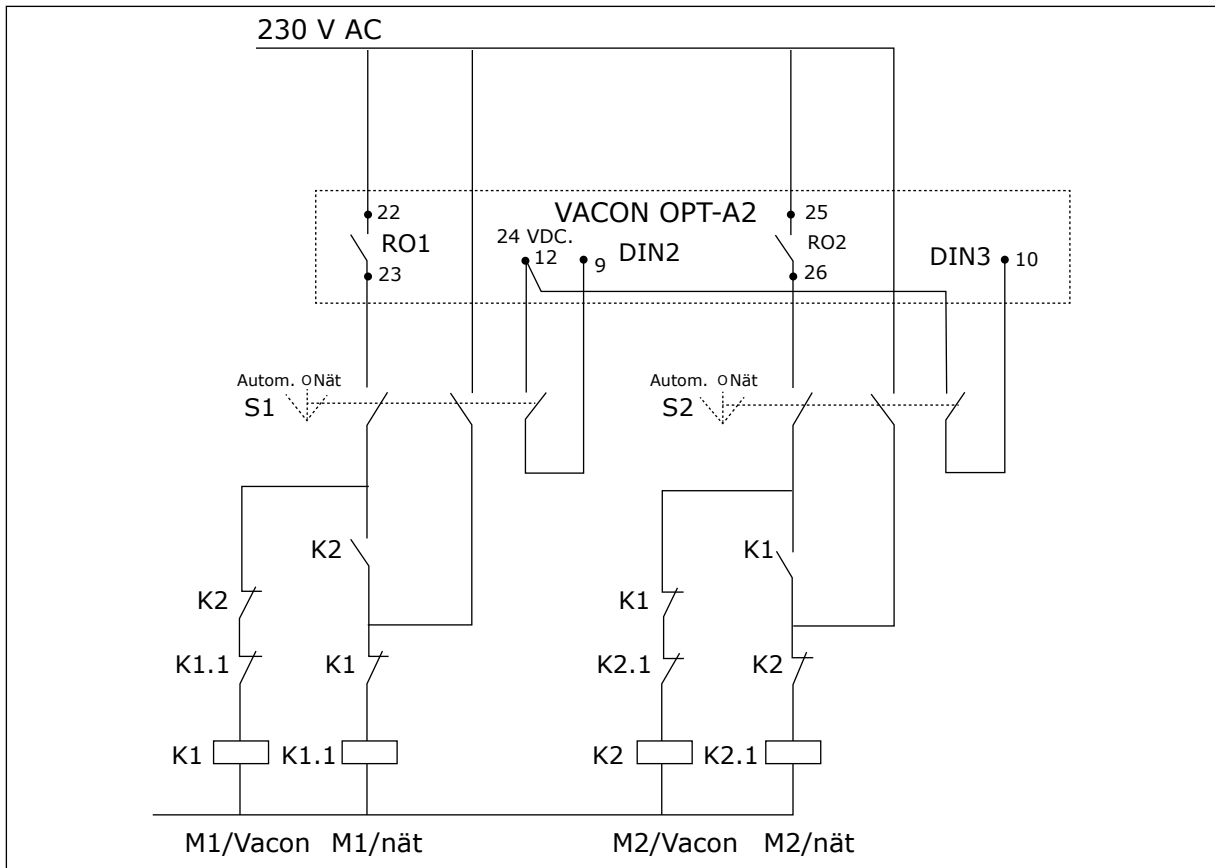 230 V AC
22
VACON OPT-A2
25
RO1
24 VDC.
12
9
DIN2
RO2
DIN3
10
23
26
Autom. O Nät
S1
Autom. O Nät
S2
K2
K1
K2
K1
K1.1
K1
K2.1
K2
K1
K1.1
K2
K2.1
M1/Vacon M1/nät
M2/Vacon M2/nät